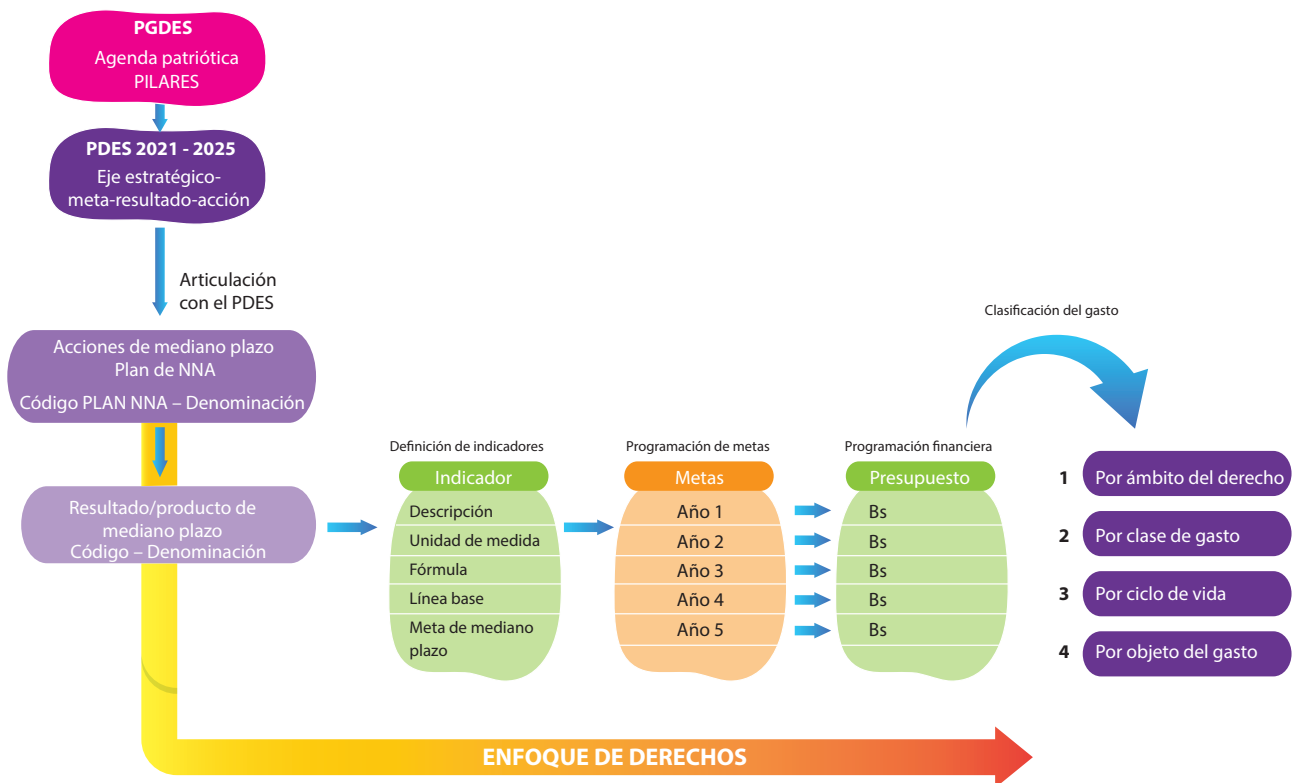 PGDES
Agenda patriótica
PILARES
PDES 2021 - 2025
Eje estratégico-
meta-resultado-acción
Articulación
con el PDES
Acciones de mediano plazo
Plan de NNA
Código PLAN NNA – Denominación
Resultado/producto de
mediano plazo
Código – Denominación
Definición de indicadores
Indicador
Descripción
Unidad de medida
Fórmula
Línea base
Meta de mediano
plazo
Programación de metas
Metas
Año 1
Año 2
Año 3
Año 4
Año 5
Programación financiera
Presupuesto
Bs
Bs
Bs
Bs
Bs
Clasificación del gasto
1 Por ámbito del derecho
2 Por clase de gasto
3 Por ciclo de vida
4 Por objeto del gasto
ENFOQUE DE DERECHOS